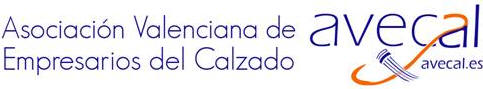 Asociación Valenciana de
Empresarios del Calzado
avecal
avecal.es